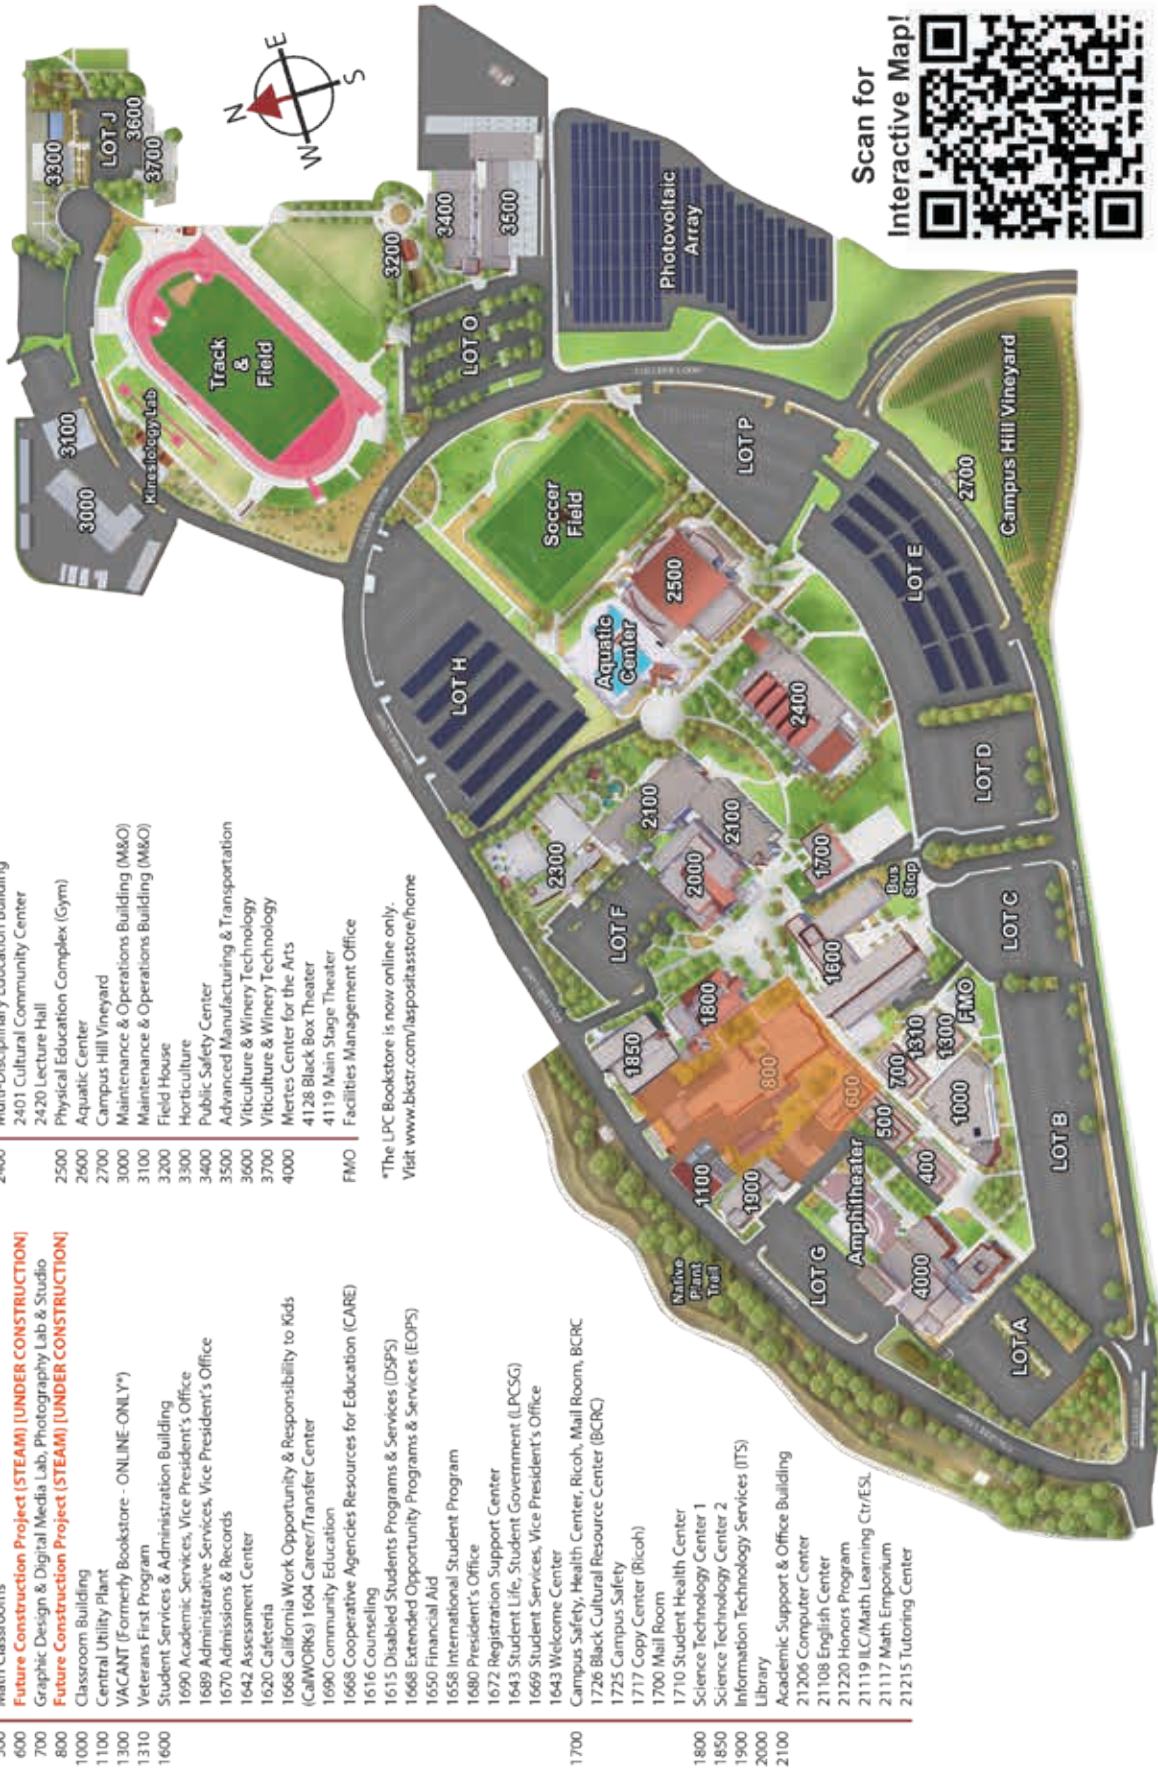 600 Future Construction Project (STEAM) [UNDER CONSTRUCTION]
700 Graphic Design & Digital Media Lab, Photography Lab & Studio
800 Future Construction Project (STEAM) [UNDER CONSTRUCTION]
1000 Classroom Building
1100 Central Utility Plant
1300 VACANT (Formerly Bookstore - ONLINE-ONLY*)
1310 Veterans First Program
1600 Student Services & Administration Building
1690 Academic Services, Vice President's Office
1689 Administrative Services, Vice President's Office
1670 Admissions & Records
1642 Assessment Center
1620 Cafeteria
1668 California Work Opportunity & Responsibility to Kids
(CalWORKs) 1604 Career/Transfer Center
1690 Community Education
1668 Cooperative Agencies Resources for Education (CARE)
1616 Counseling
1615 Disabled Students Programs & Services (DSPS)
1668 Extended Opportunity Programs & Services (EOPS)
1650 Financial Aid
1658 International Student Program
1680 President's Office
1672 Registration Support Center
1643 Student Life, Student Government (LPCSG)
1669 Student Services, Vice President's Office
1643 Welcome Center
1700 Campus Safety, Health Center, Ricoh, Mail Room, BCRC
1726 Black Cultural Resource Center (BCRC)
1725 Campus Safety
1717 Copy Center (Ricoh)
1700 Mail Room
1710 Student Health Center
1800 Science Technology Center 1
1850 Science Technology Center 2
1900 Information Technology Services (ITS)
2000 Library
2100 Academic Support & Office Building
21206 Computer Center
21108 English Center
21220 Honors Program
21119 ILC/Math Learning Ctr/ESL
21117 Math Emporium
21215 Tutoring Center
2401 Cultural Community Center
2420 Lecture Hall
2500 Physical Education Complex (Gym)
2600 Aquatic Center
2700 Campus Hill Vineyard
3000 Maintenance & Operations Building (M&O)
3100 Maintenance & Operations Building (M&O)
3200 Field House
3300 Horticulture
3400 Public Safety Center
3500 Advanced Manufacturing & Transportation
3600 Viticulture & Winery Technology
3700 Viticulture & Winery Technology
4000 Mertes Center for the Arts
4128 Black Box Theater
4119 Main Stage Theater
FMO Facilities Management Office
*The LPC Bookstore is now online only.
Visit www.bkstr.com/laspositasstore/home
3000
3100
Kinesiology Lab
Track
&
Field
3300
LOT J
3600
3700
N
E
S
W
3200
3400
3500
LOT O
Photovoltaic
Array
Scan for
Interactive Map!
LOT H
Soccer
Field
Aquatic
Center
2500
LOT P
LOT E
2700
Campus Hill Vineyard
2400
LOT D
2300
2100
2100
2000
1700
LOT F
Bus
Stop
LOT C
1600
1800
1850
800
600
700
1310
1300
FMO
1000
500
400
LOT B
1100
1900
Amphitheater
Native
Plant
Trail
LOT G
4000
LOT A
COLLEGE LOOP